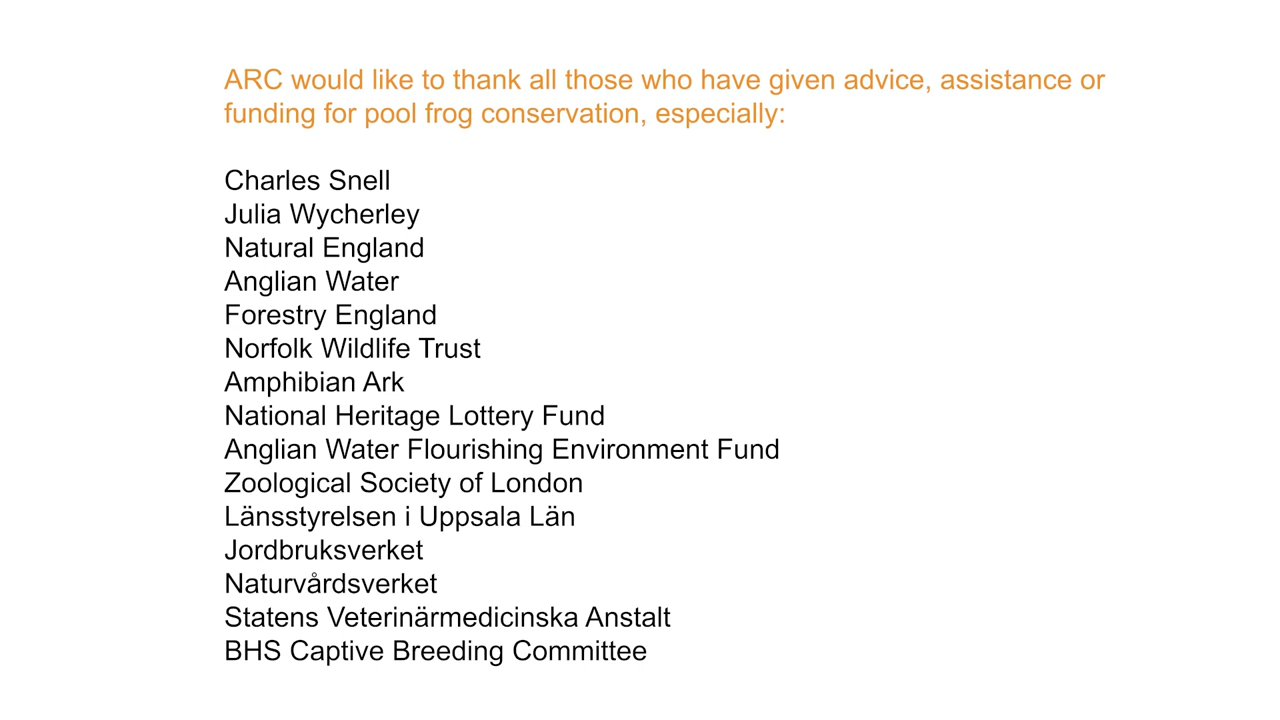 ARC would like to thank all those who have given advice, assistance or
funding for pool frog conservation, especially:
Charles Snell
Julia Wycherley
Natural England
Anglian Water
Forestry England
Norfolk Wildlife Trust
Amphibian Ark
National Heritage Lottery Fund
Anglian Water Flourishing Environment Fund
Zoological Society of London
Länsstyrelsen i Uppsala Län
Jordbruksverket
Naturvårdsverket
Statens Veterinärmedicinska Anstalt
BHS Captive Breeding Committee